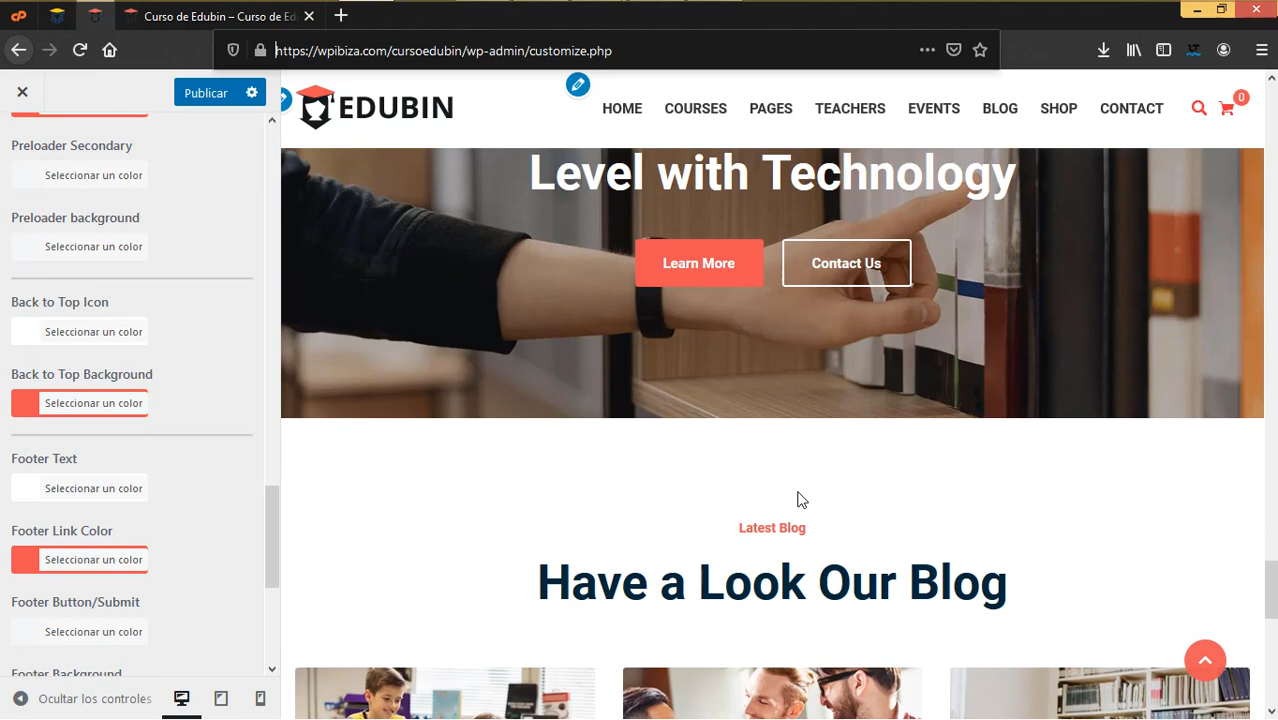 Curso de Edubin – Curso de Ed
https://wpibiza.com/cursoedubin/wp-admin/customize.php
Publicar
Preloader Secondary
Seleccionar un color
Preloader background
Seleccionar un color
Back to Top Icon
Seleccionar un color
Back to Top Background
Seleccionar un color
Footer Text
Seleccionar un color
Footer Link Color
Seleccionar un color
Footer Button/Submit
Seleccionar un color
Footer Background
Ocultar los controles
EDUBIN
HOME COURSES PAGES TEACHERS EVENTS BLOG SHOP CONTACT 0
Level with Technology
Learn More Contact Us
Latest Blog
Have a Look Our Blog